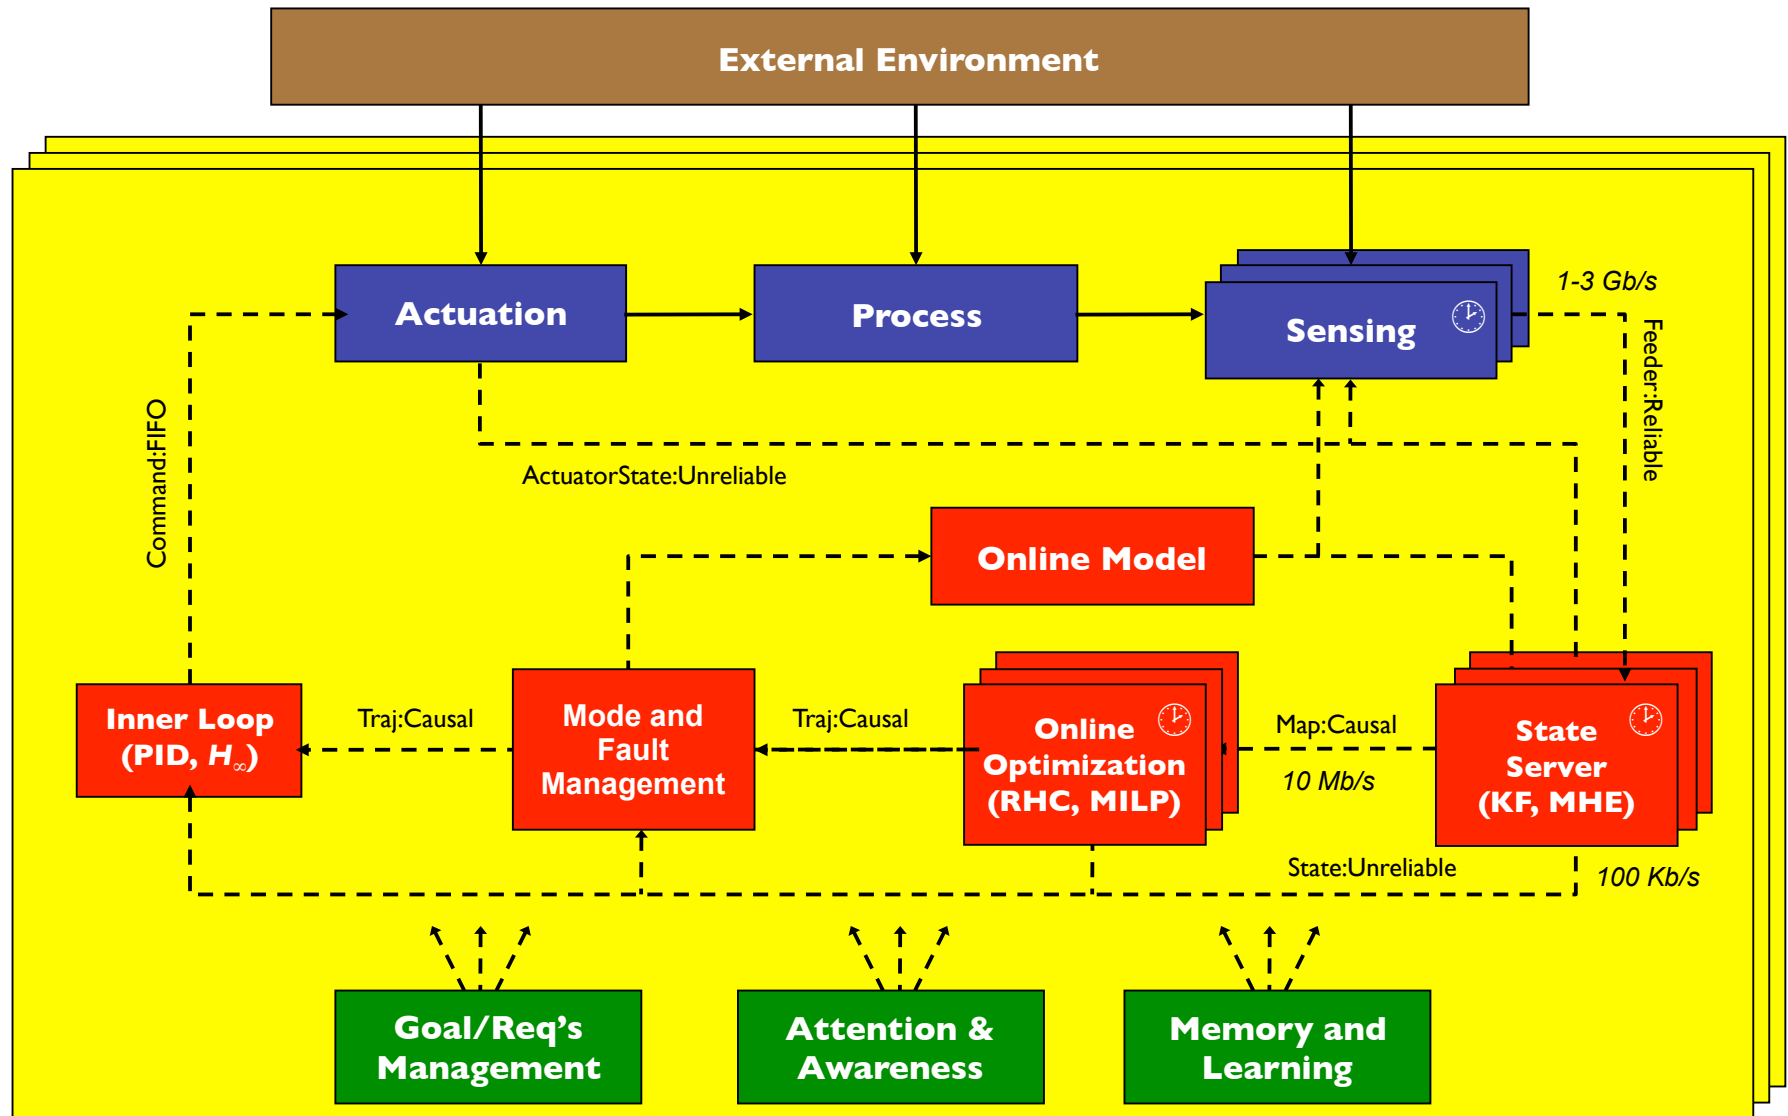 External Environment
Actuation
Process
Sensing
1-3 Gb/s
Feeder:Reliable
Command:FIFO
ActuatorState:Unreliable
Online Model
Inner Loop
(PID, H∞)
Traj:Causal
Mode and
Fault
Management
Traj:Causal
Online
Optimization
(RHC, MILP)
Map:Causal
10 Mb/s
State
Server
(KF, MHE)
State:Unreliable
100 Kb/s
Goal/Req’s
Management
Attention &
Awareness
Memory and
Learning